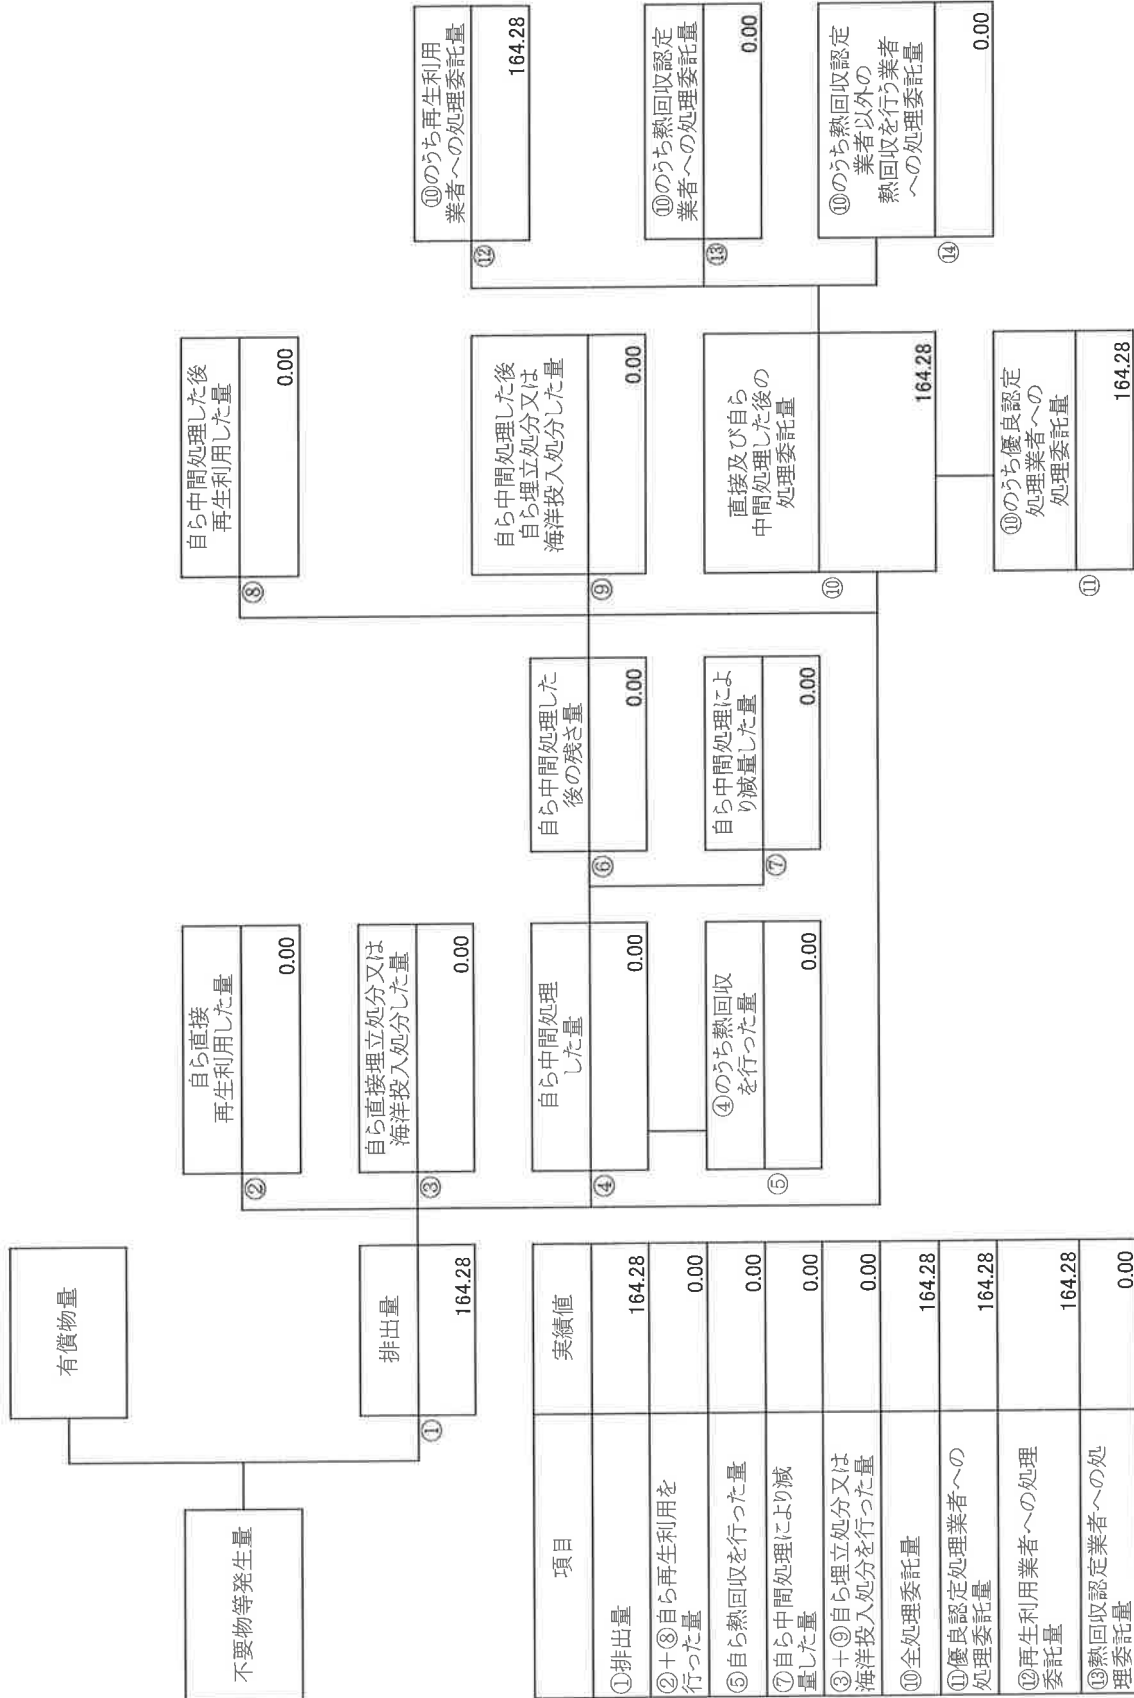 不要物等発生量
有償物量
①
排出量
164.28
②
自ら直接
再生利用した量
0.00
③
自ら直接埋立処分又は
海洋投入処分した量
0.00
④
自ら中間処理
した量
0.00
⑤
④のうち熱回収
を行った量
0.00
⑥
自ら中間処理した
後の残さ量
0.00
⑦
自ら中間処理によ
り減量した量
0.00
⑧
自ら中間処理した後
再生利用した量
0.00
⑨
自ら中間処理した後
自ら埋立処分又は
海洋投入処分した量
0.00
⑩
直接及び自ら
中間処理した後の
処理委託量
164.28
⑪
⑩のうち優良認定
処理業者への
処理委託量
164.28
⑫
⑩のうち再生利用
業者への処理委託量
164.28
⑬
⑩のうち熱回収認定
業者への処理委託量
0.00
⑭
⑩のうち熱回収認定
業者以外の
熱回収を行う業者
への処理委託量
0.00
項目 実績値
①排出量 164.28
②+⑧自ら再生利用を
行った量 0.00
⑤自ら熱回収を行った量 0.00
⑦自ら中間処理により減
量した量 0.00
③+⑨自ら埋立処分又は
海洋投入処分を行った量 0.00
⑩全処理委託量 164.28
⑪優良認定処理業者への
処理委託量 164.28
⑫再生利用業者への処理
委託量 164.28
⑬熱回収認定業者への処
理委託量 0.00